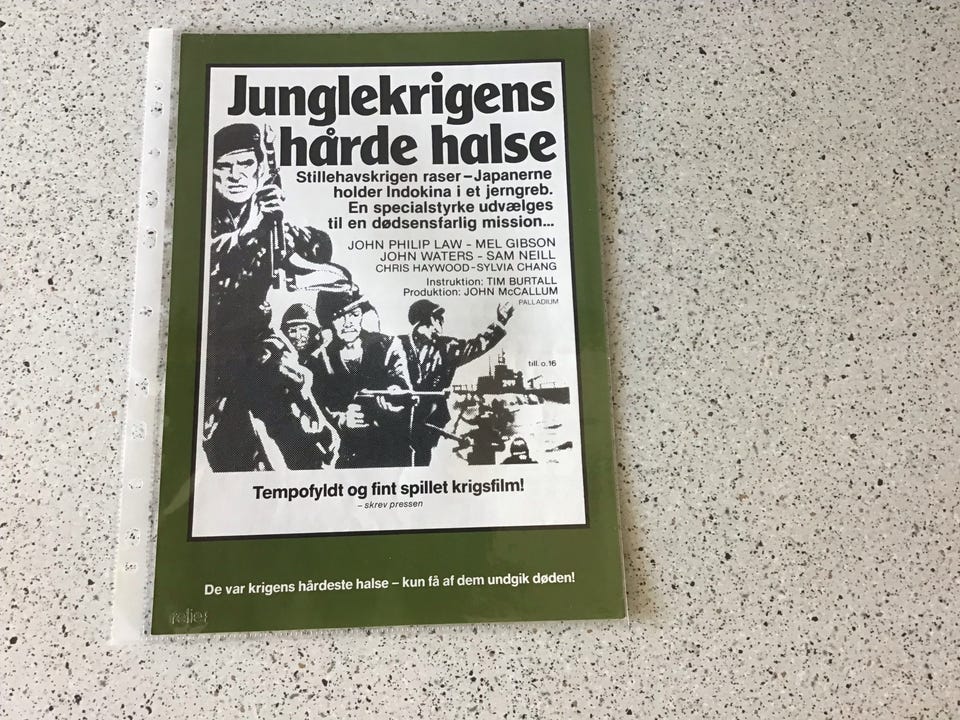 Junglekrigens
hårde halse
Stillehavskrigen raser – Japanerne
holder Indokina i et jerngreb.
En specialstyrke udvælges
til en dødsensfarlig mission...
JOHN PHILIP LAW - MEL GIBSON
JOHN WATERS - SAM NEILL
CHRIS HAYWOOD - SYLVIA CHANG
Instruktion: TIM BURTALL
Produktion: JOHN McCALLUM
PALLADIUM
till. o. 16
Tempofyldt og fint spillet krigsfilm!
– skrev pressen
De var krigens hårdeste halse – kun få af dem undgik døden!